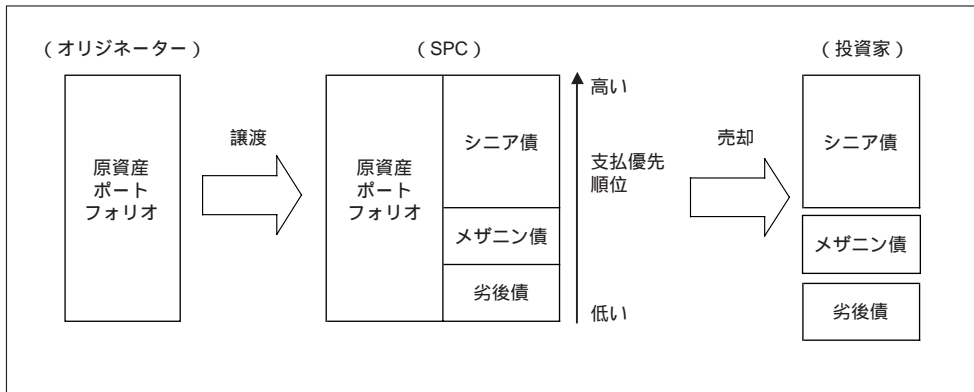 （オリジネーター）
原資産
ポート
フォリオ
譲渡
（SPC）
原資産
ポート
フォリオ
シニア債
メザニン債
劣後債
高い
支払優先
順位
低い
売却
（投資家）
シニア債
メザニン債
劣後債